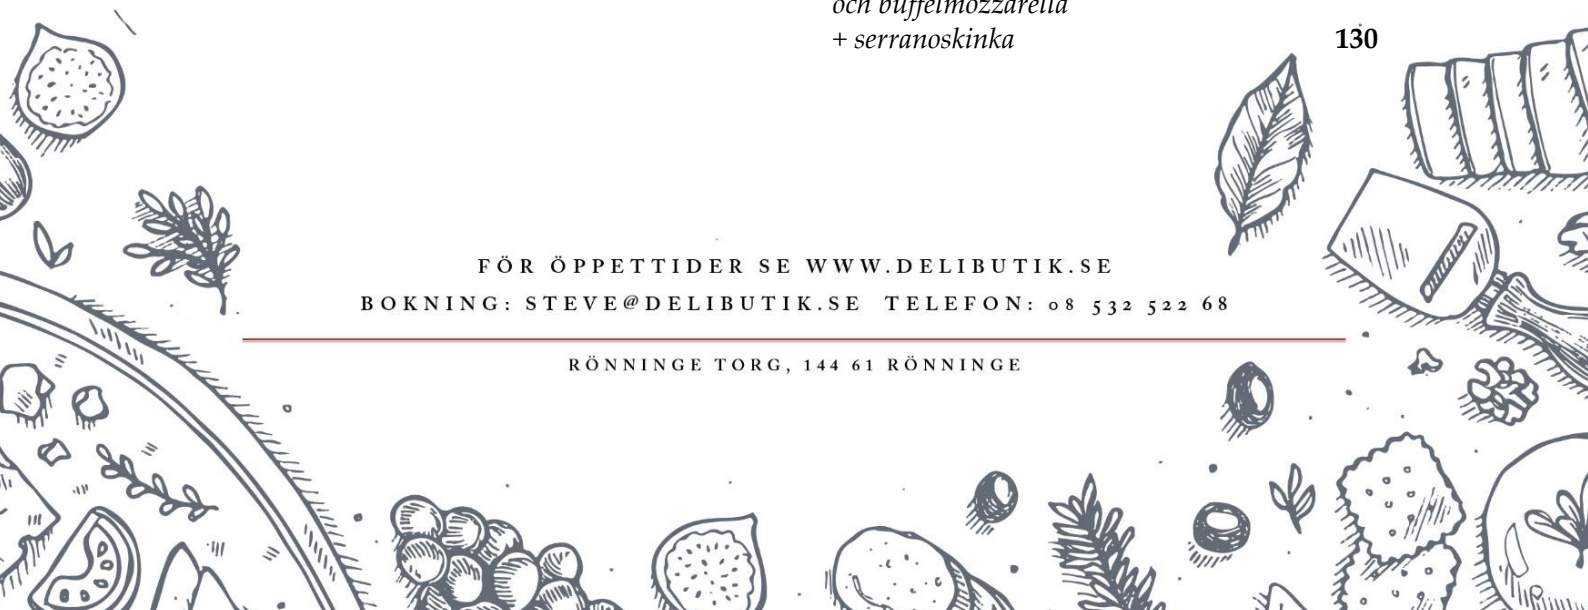 och buffelmozzarella
+ serranoskinka 130
FÖR ÖPPETTIDER SE WWW.DELIBUTIK.SE
BOKNING: STEVE@DELIBUTIK.SE TELEFON: 08 532 522 68
RÖNNINGE TORG, 144 61 RÖNNINGE